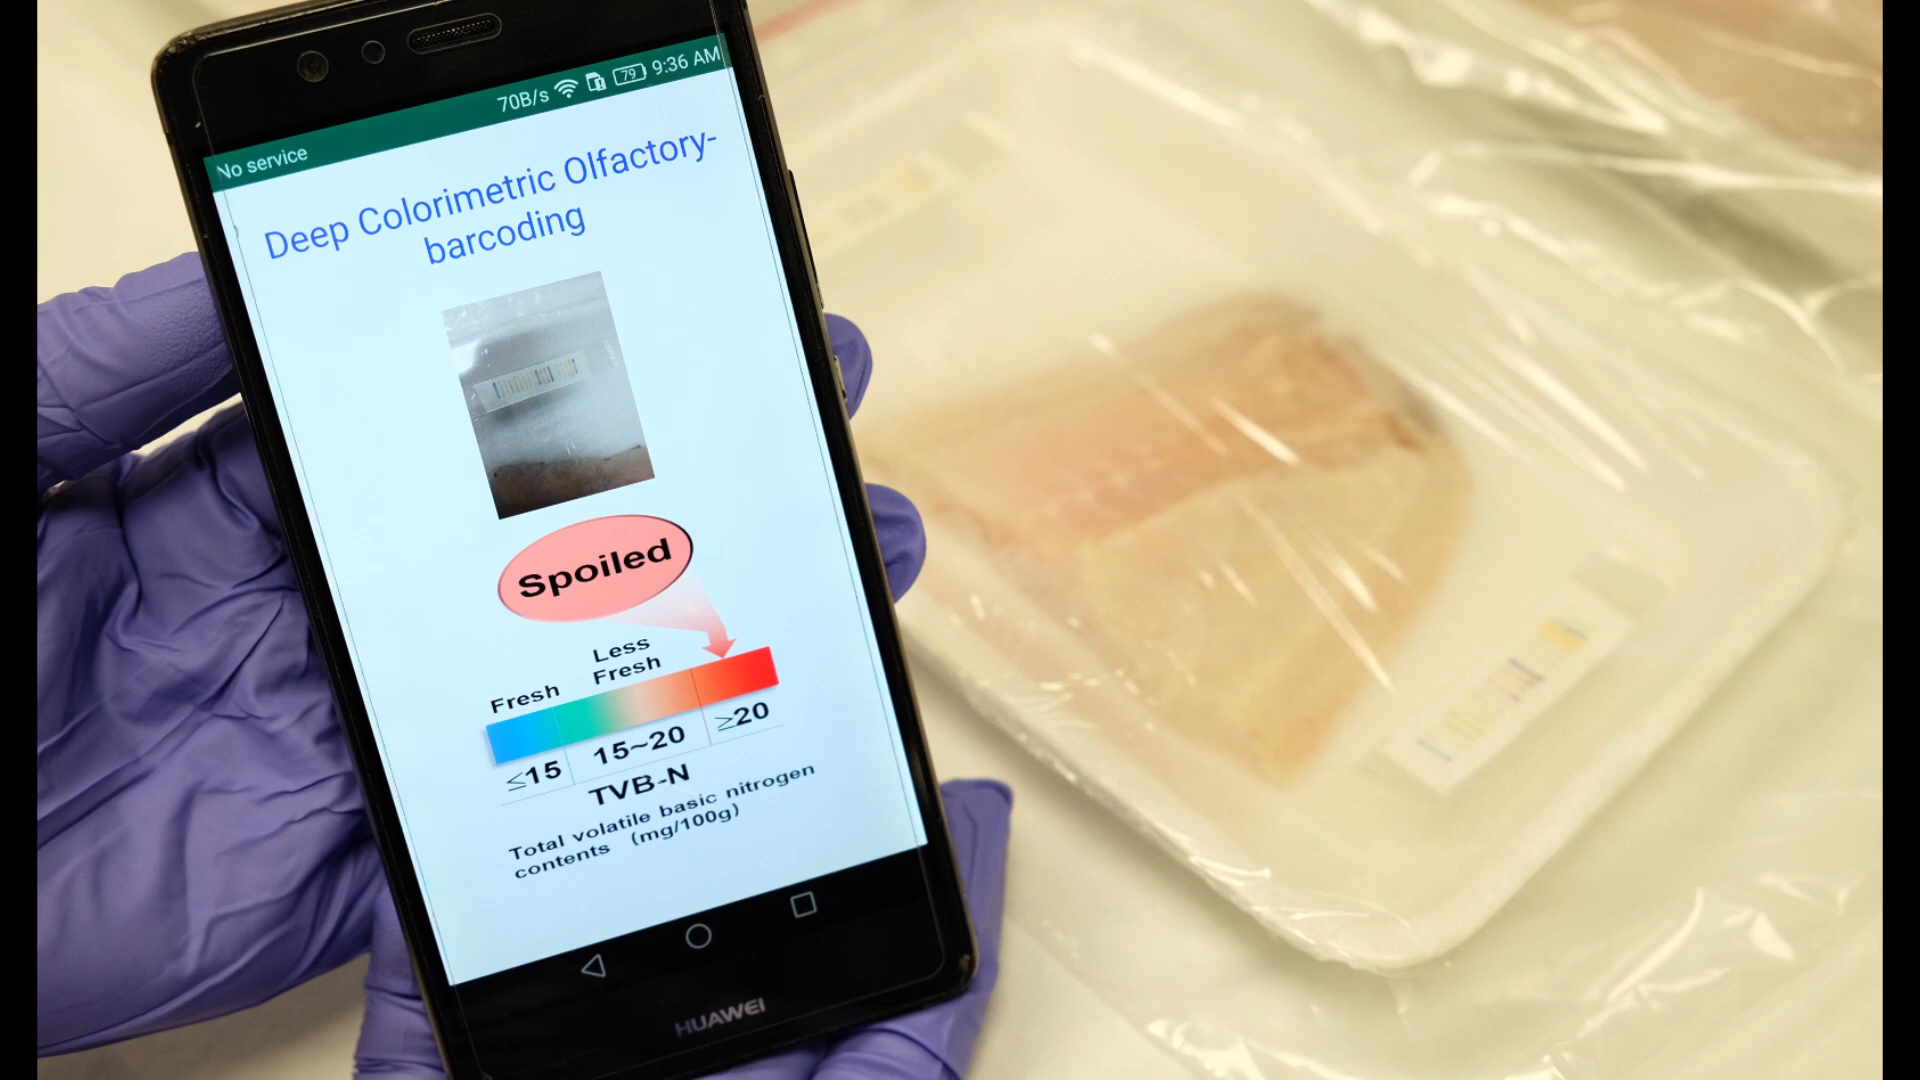 70B/s 79 9:36 AM
No service
Deep Colorimetric Olfactory-
barcoding
Spoiled
Less
Fresh
Fresh
≤15
15~20
≥20
TVB-N
Total volatile basic nitrogen
contents (mg/100g)
HUAWEI